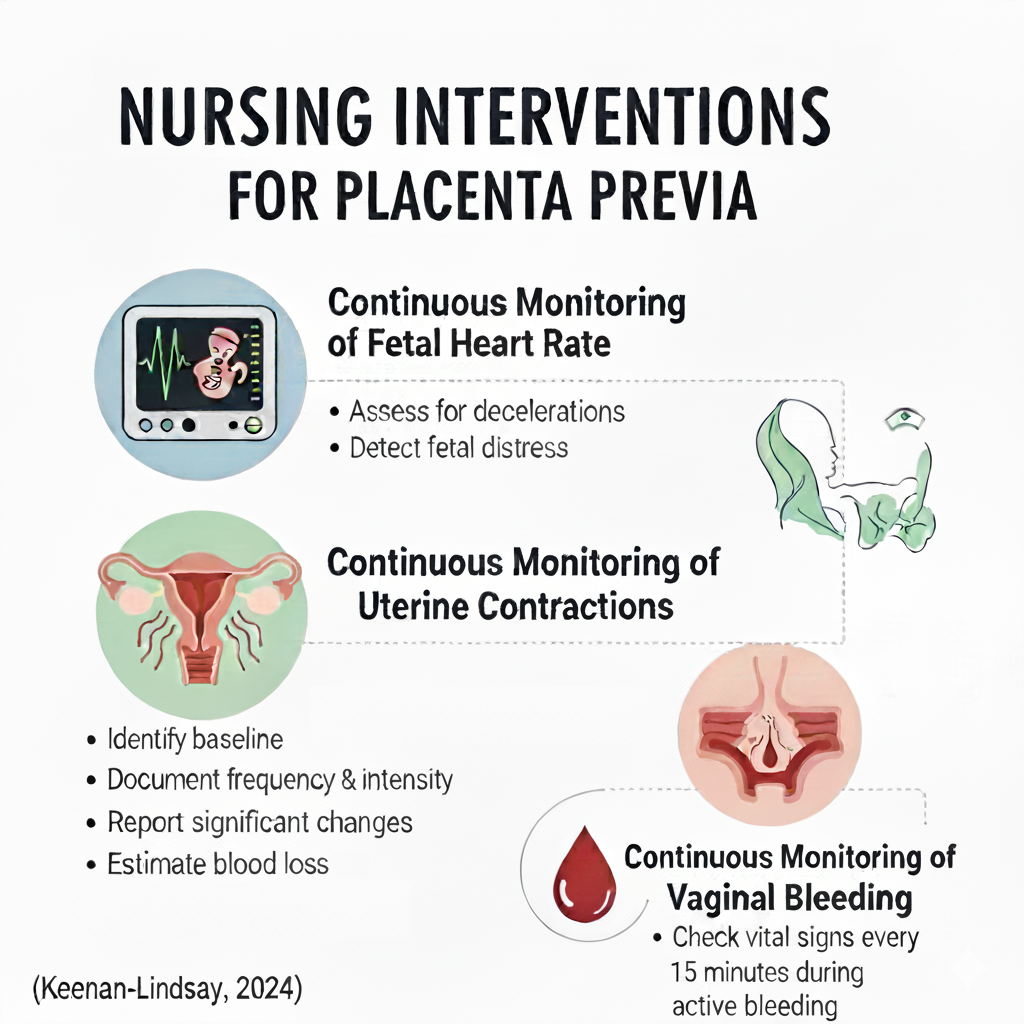 NURSING INTERVENTIONS
FOR PLACENTA PREVIA
Continuous Monitoring
of Fetal Heart Rate
• Assess for decelerations
• Detect fetal distress
Continuous Monitoring of
Uterine Contractions
• Identify baseline
• Document frequency & intensity
• Report significant changes
• Estimate blood loss
Continuous Monitoring of
Vaginal Bleeding
• Check vital signs every
15 minutes during
active bleeding
(Keenan-Lindsay, 2024)